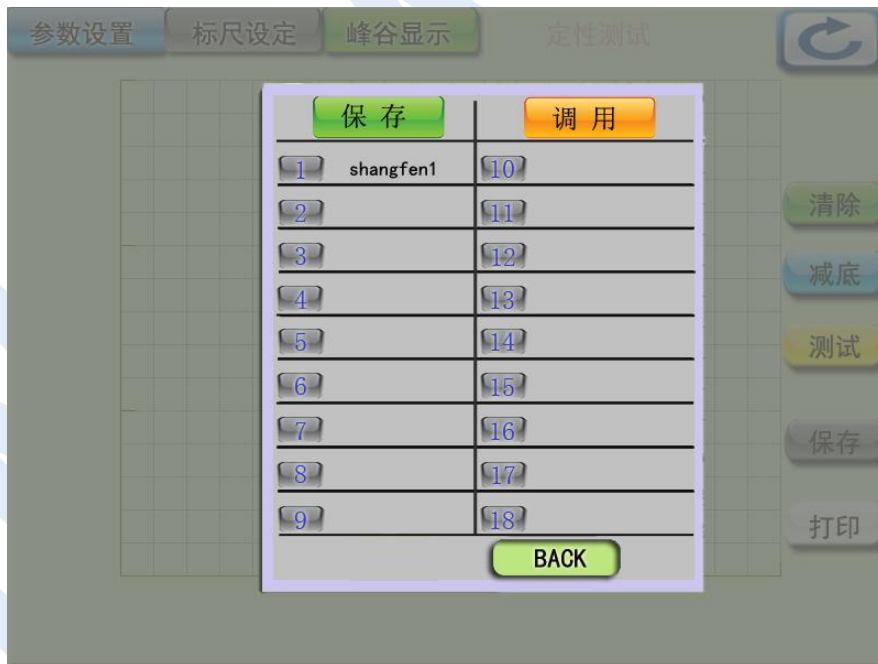 参数设置 标尺设定 峰谷显示 定性测试
保存 调用
1 shangfen1 10
2 11
3 12
4 13
5 14
6 15
7 16
8 17
9 18
BACK
清除
减底
测试
保存
打印